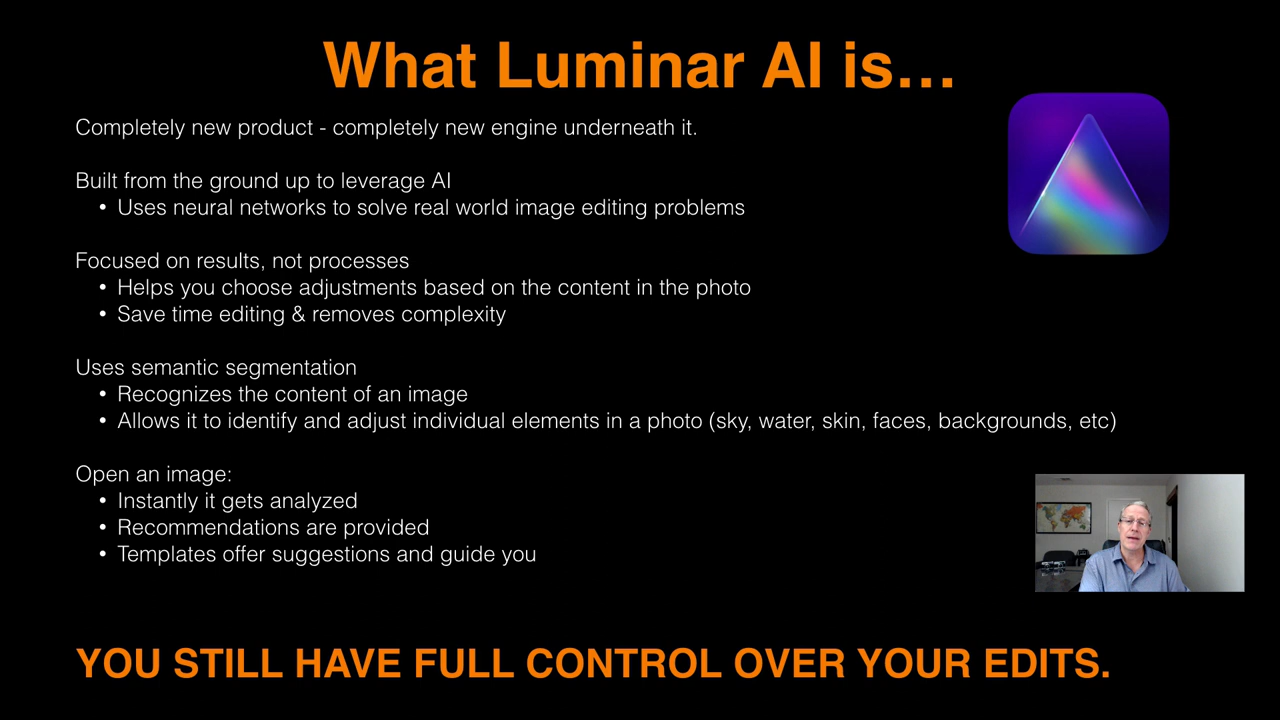 What Luminar AI is…
Completely new product - completely new engine underneath it.
Built from the ground up to leverage AI
• Uses neural networks to solve real world image editing problems
Focused on results, not processes
• Helps you choose adjustments based on the content in the photo
• Save time editing & removes complexity
Uses semantic segmentation
• Recognizes the content of an image
• Allows it to identify and adjust individual elements in a photo (sky, water, skin, faces, backgrounds, etc)
Open an image:
• Instantly it gets analyzed
• Recommendations are provided
• Templates offer suggestions and guide you
YOU STILL HAVE FULL CONTROL OVER YOUR EDITS.